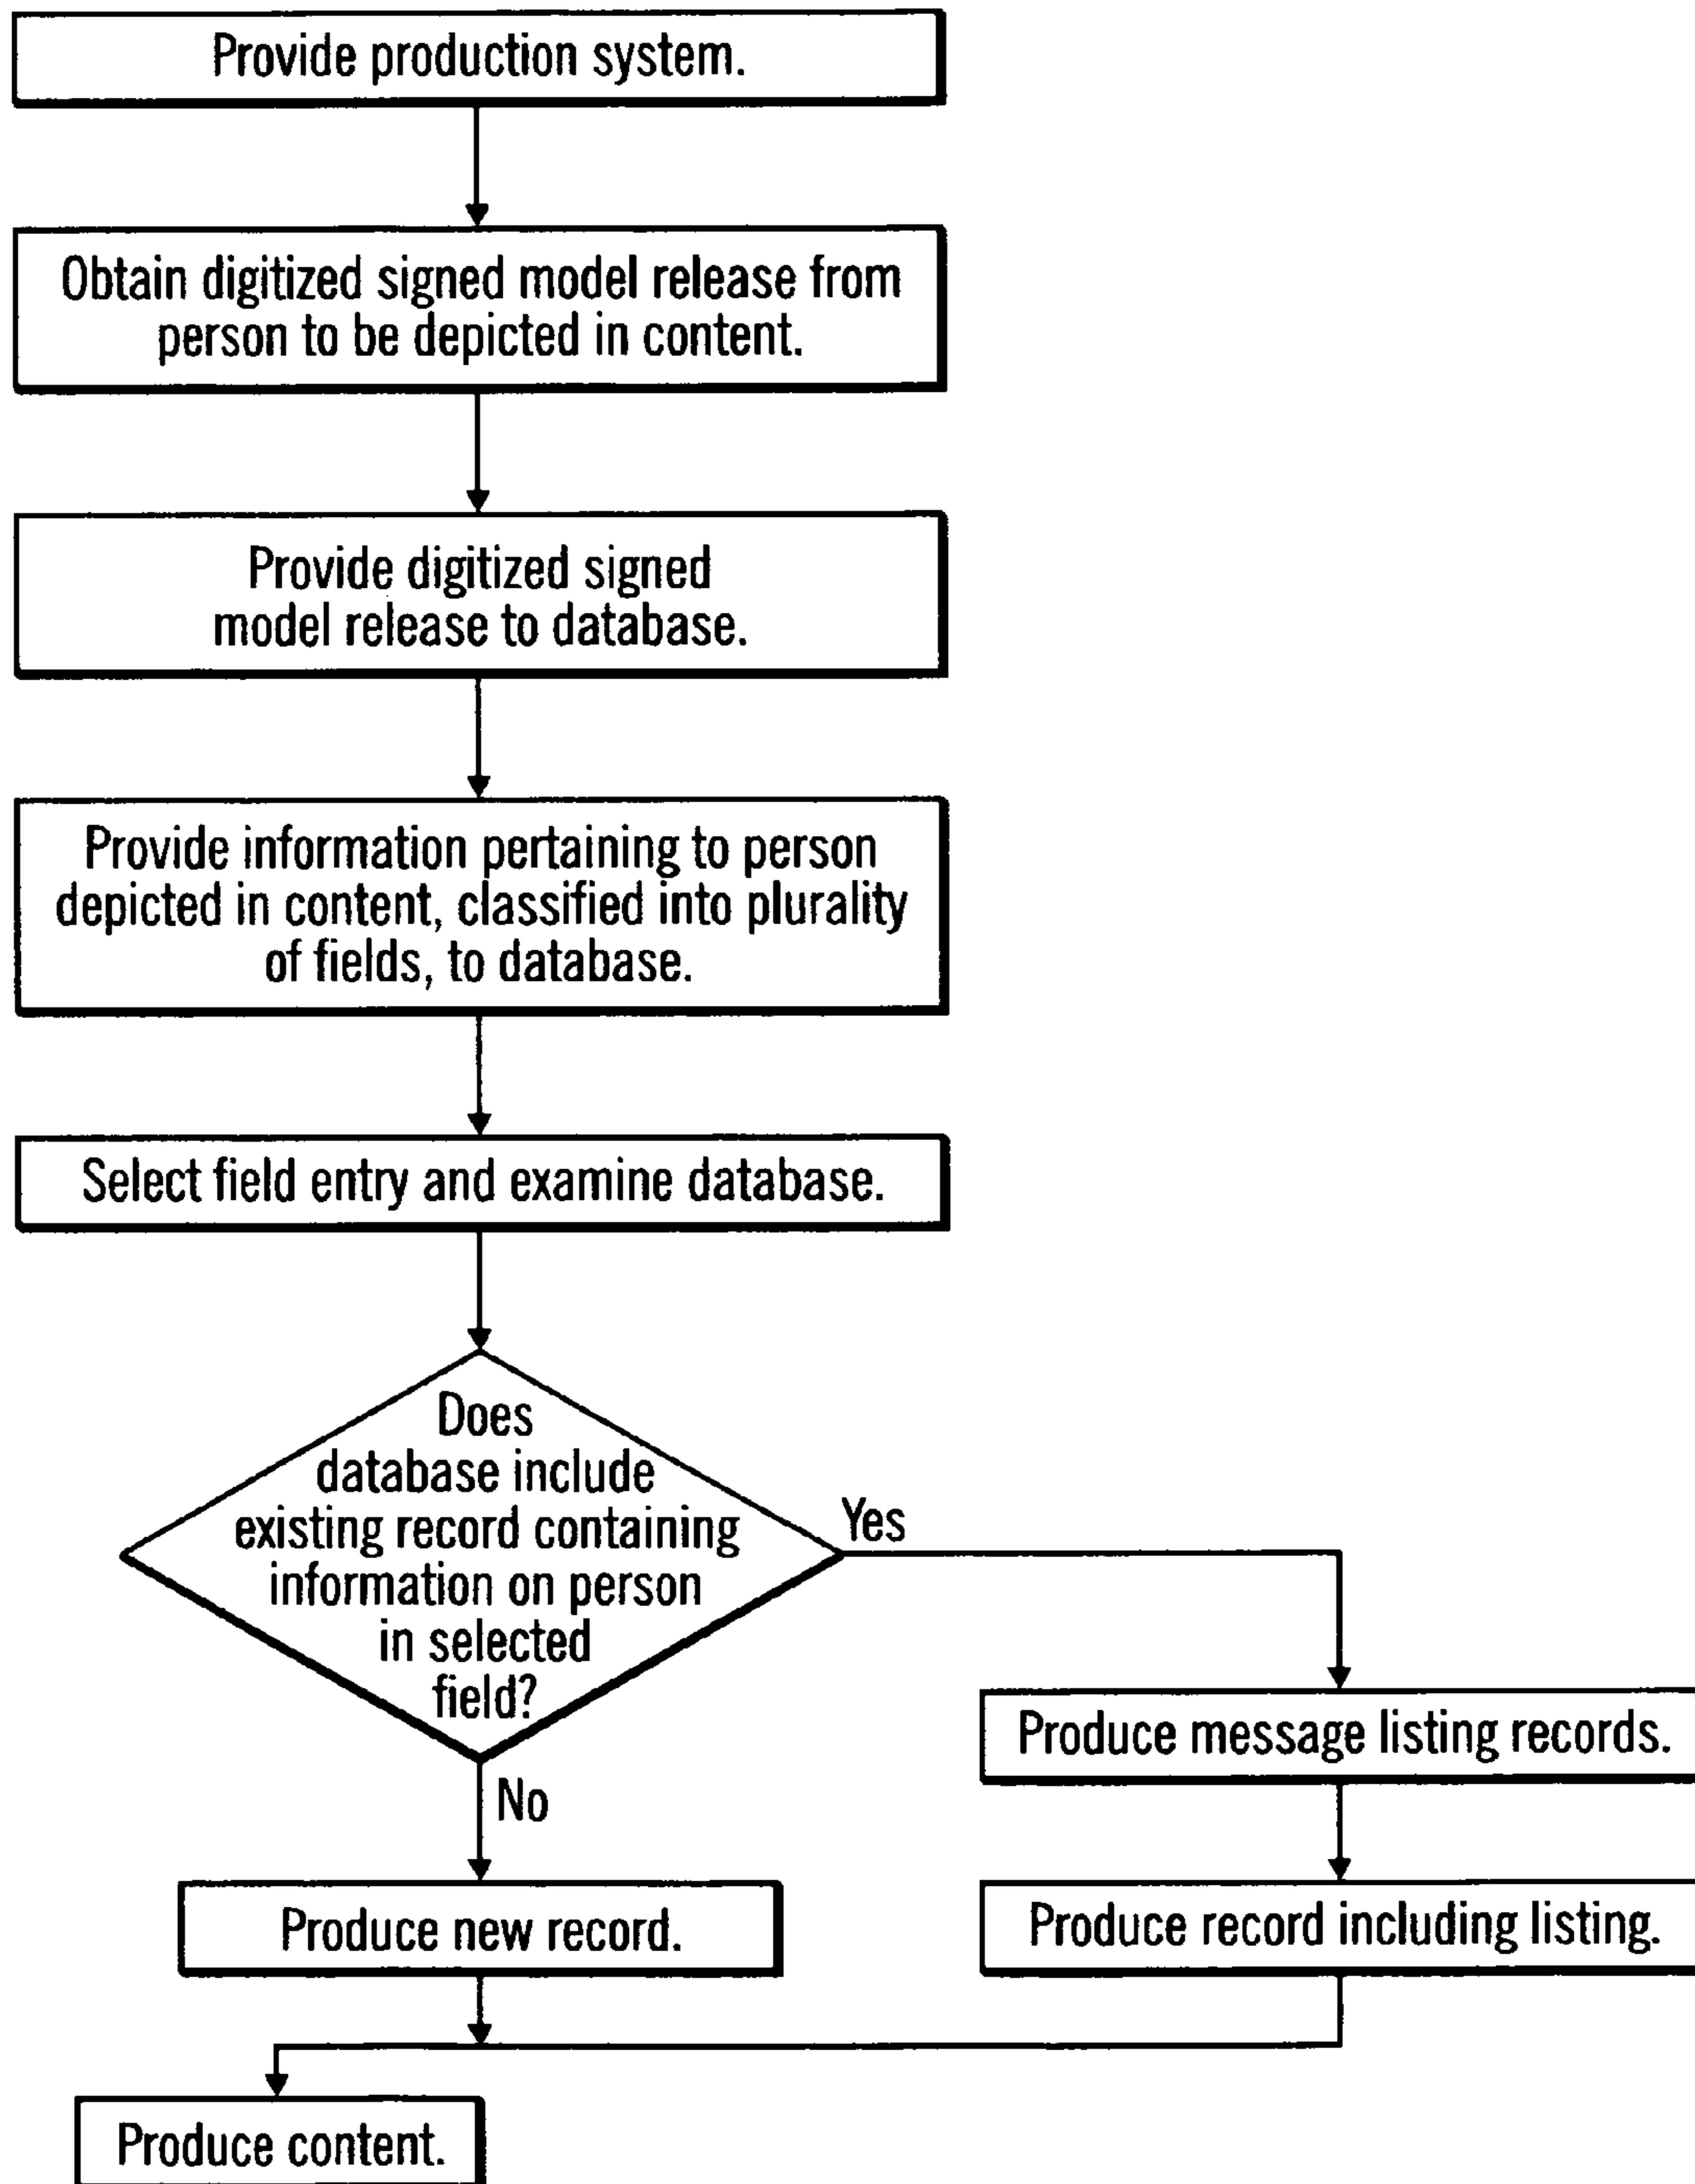 Provide production system.
Obtain digitized signed model release from
person to be depicted in content.
Provide digitized signed
model release to database.
Provide information pertaining to person
depicted in content, classified into plurality
of fields, to database.
Select field entry and examine database.
Does
database include
existing record containing
information on person
in selected
field?
Yes
No
Produce message listing records.
Produce new record.
Produce record including listing.
Produce content.